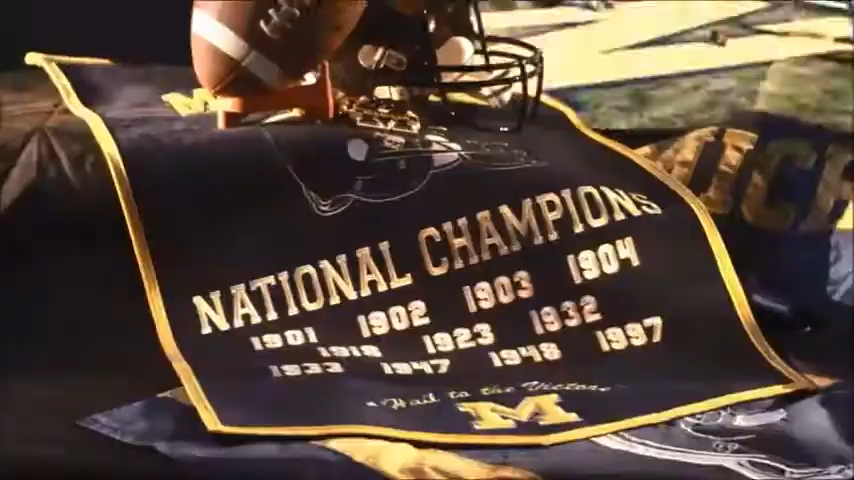 NATIONAL CHAMPIONS
1901 1902 1903 1904
1918 1923 1932
1933 1947 1948 1997
"Hail to the Victors"
M